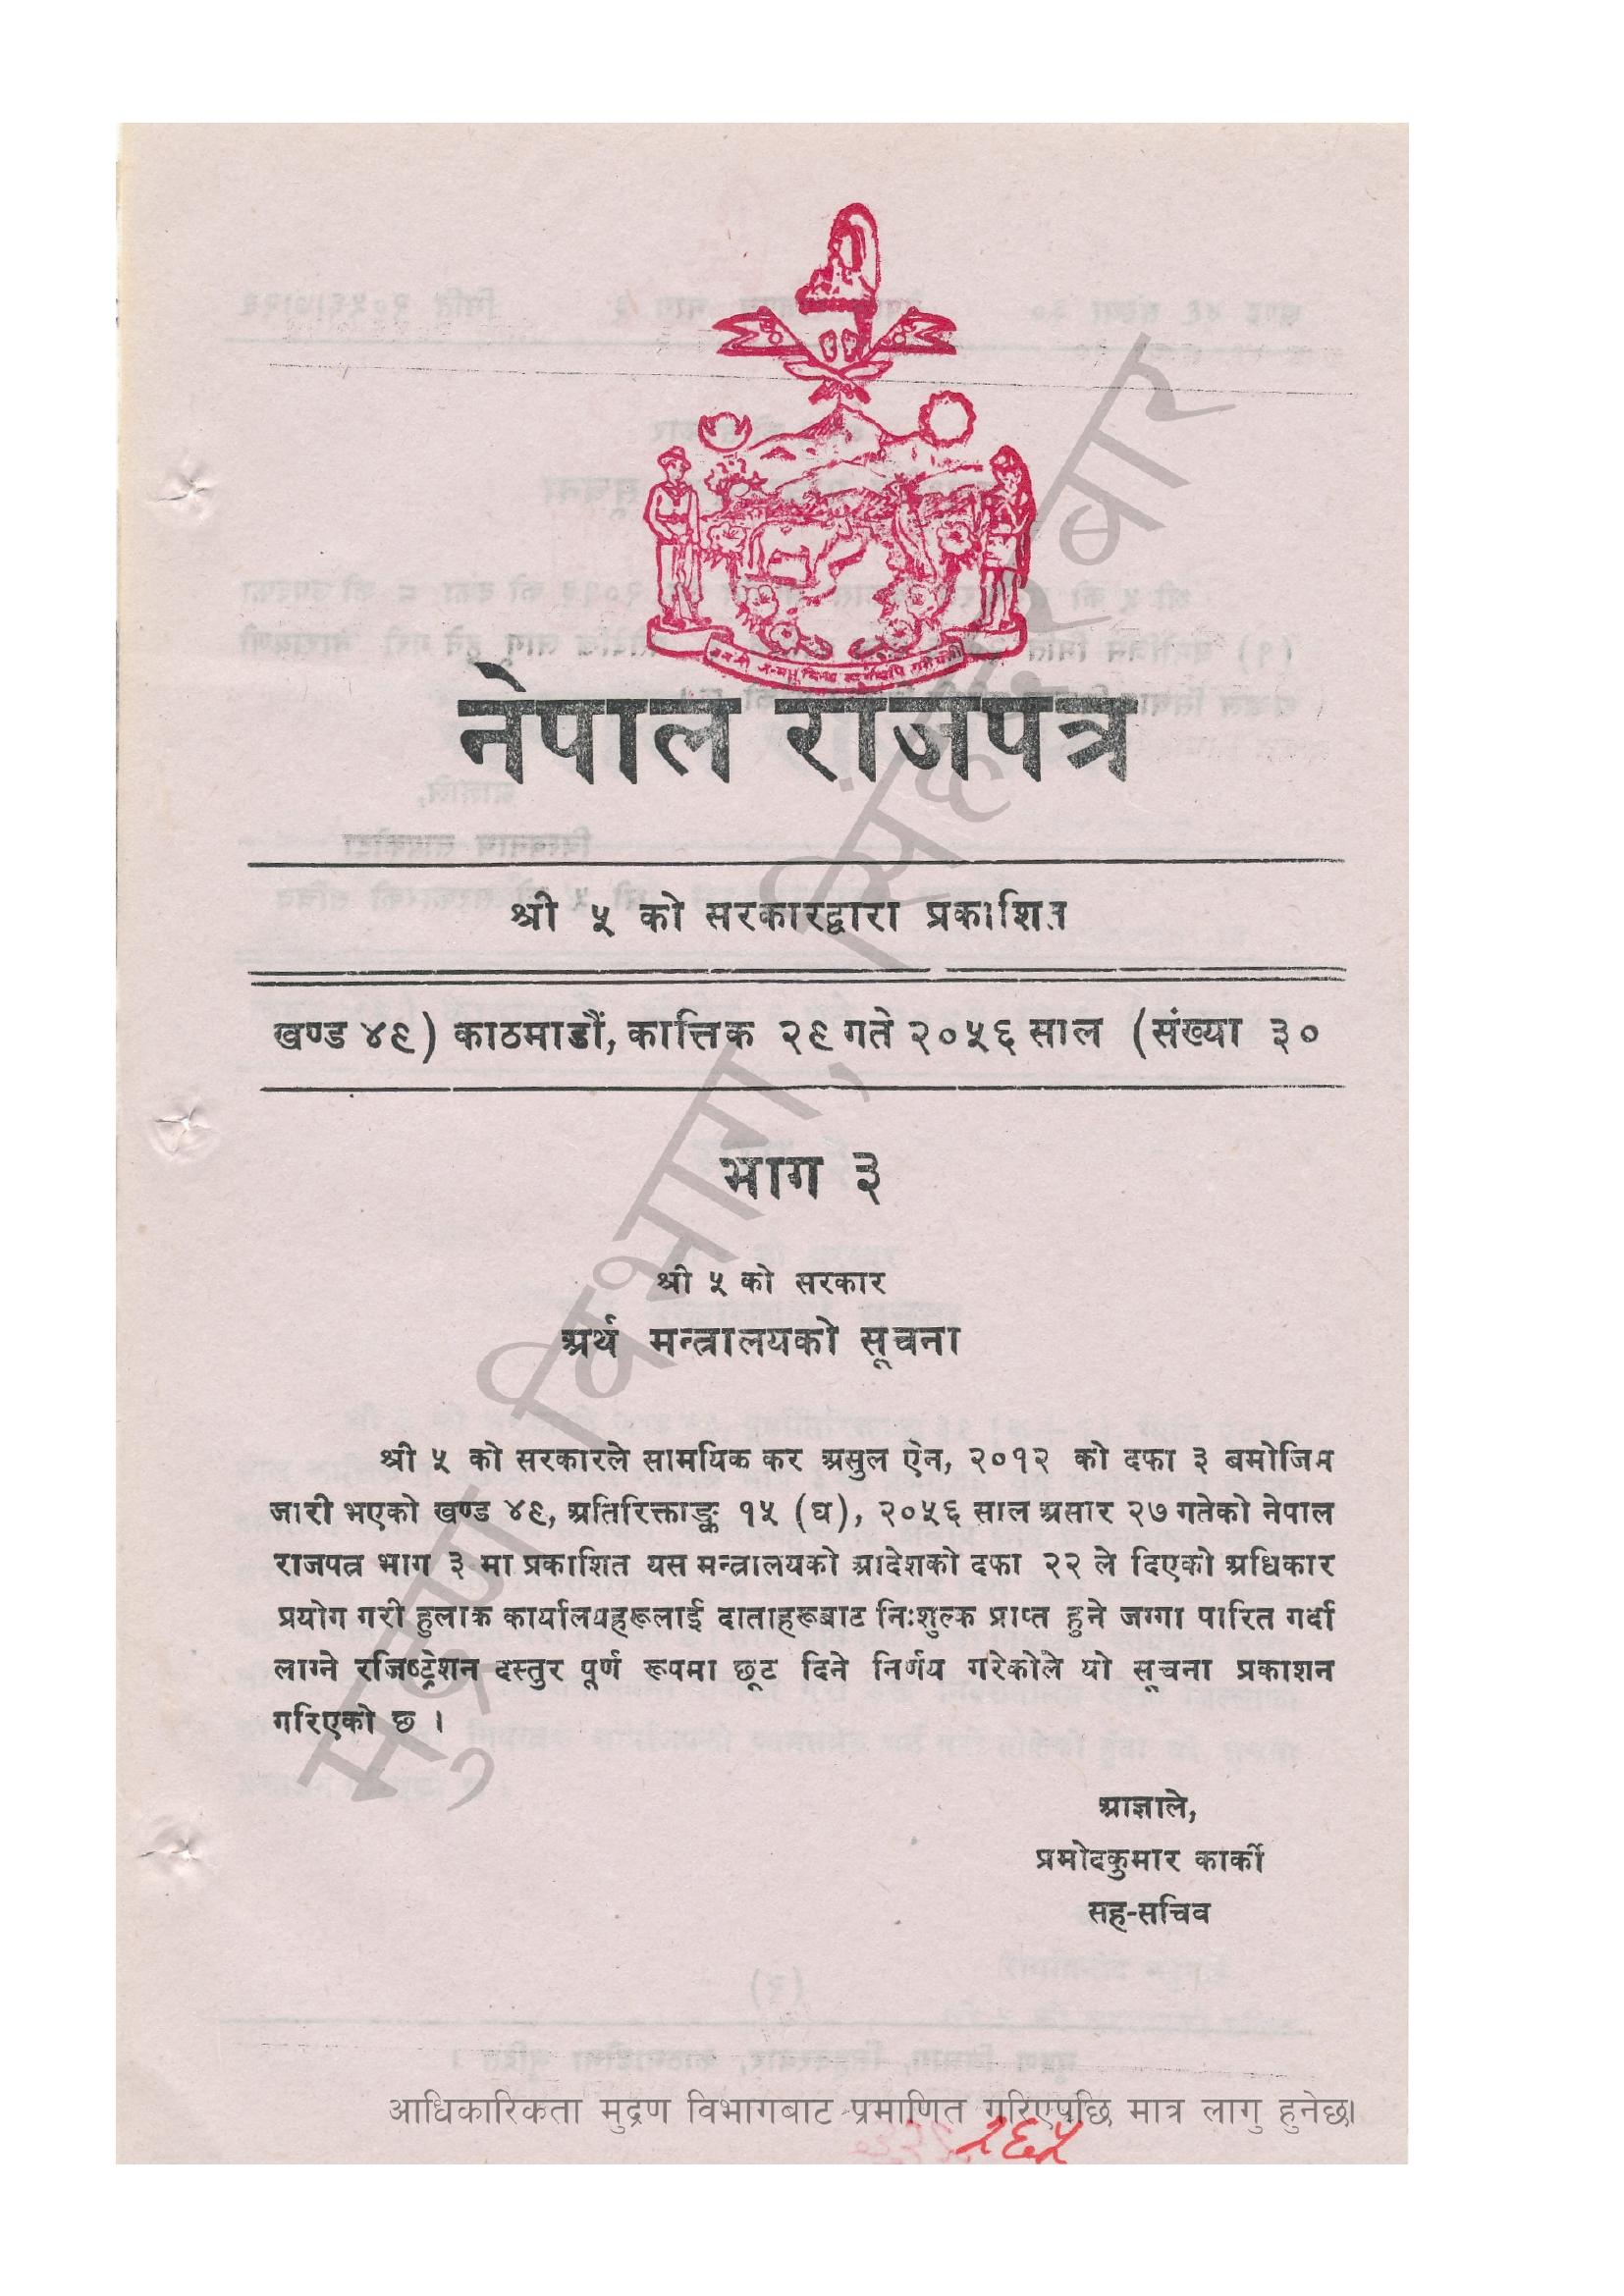 नेपाल राजपत्र
श्री ५ को सरकारद्वारा प्रकाशित
खण्ड ४९) काठमाडौं, कात्तिक २९ गते २०५६ साल (संख्या ३०
भाग ३
श्री ५ को सरकार
अर्थ मन्त्रालयको सूचना
श्री ५ को सरकारले सामयिक कर असुल ऐन, २०१२ को दफा ३ बमोजिम
जारी भएको खण्ड ४९, अतिरिक्ताङ्क १५ (घ), २०५६ साल असार २७ गतेको नेपाल
राजपत्र भाग ३ मा प्रकाशित यस मन्त्रालयको आदेशको दफा २२ ले दिएको अधिकार
प्रयोग गरी हुलाक कार्यालयहरूलाई दाताहरूबाट निःशुल्क प्राप्त हुने जग्गा पारित गर्दा
लाग्ने रजिष्ट्रेशन दस्तुर पूर्ण रूपमा छूट दिने निर्णय गरेकोले यो सूचना प्रकाशन
गरिएको छ ।
आज्ञाले,
प्रमोदकुमार कार्की
सह-सचिव
मुद्रण विभाग, सिंहदरबार
आधिकारिकता मुद्रण विभागबाट प्रमाणित गरिएपछि मात्र लागु हुनेछ।
२६५